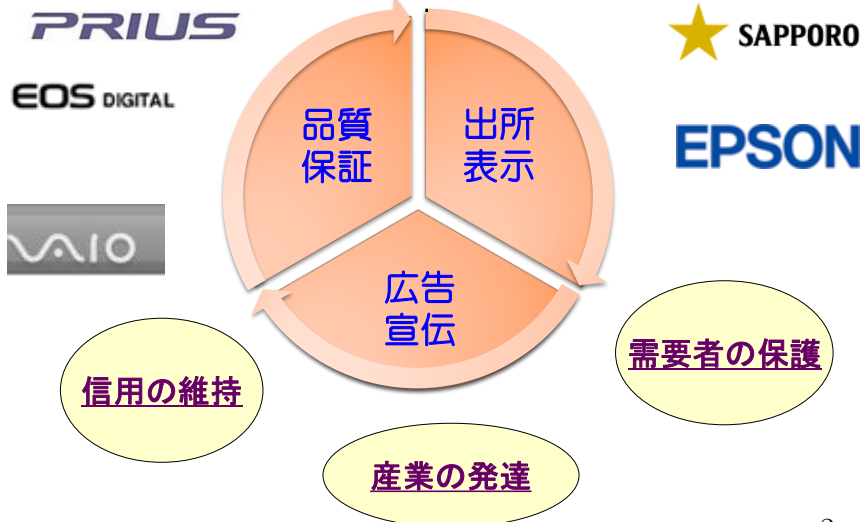 PRIUS
SAPPORO
EOS DIGITAL
品質
保証
出所
表示
EPSON
VAIO
広告
宣伝
需要者の保護
信用の維持
産業の発達